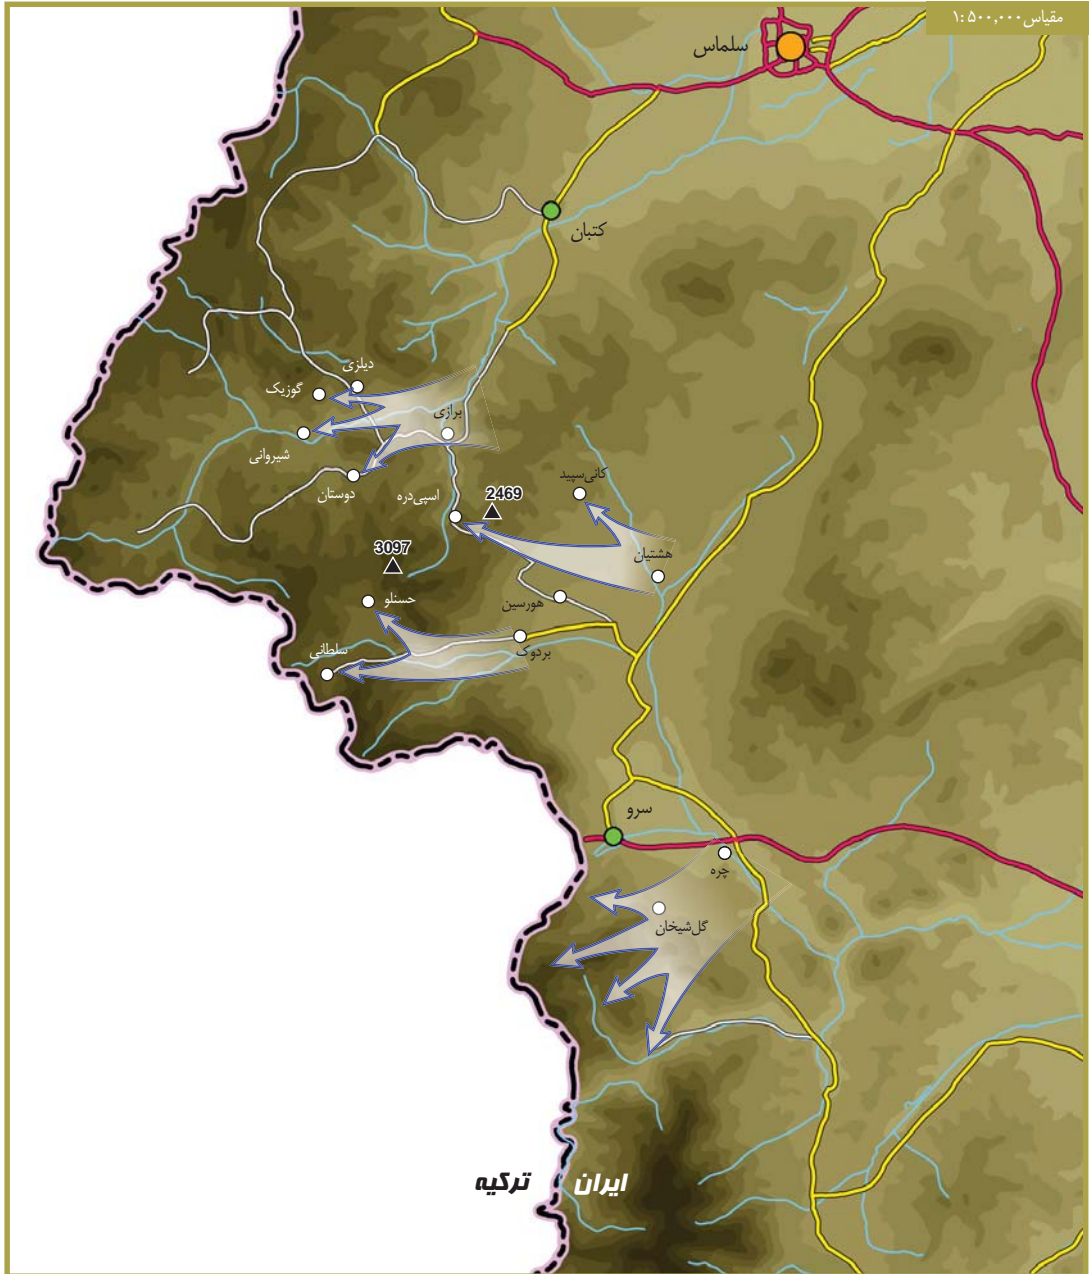 مقیاس ۱:۵۰۰,۰۰۰
سلماس
کتبان
دیلزی
گوزیک
برازی
شیروانی
دوستان
کانی‌سپید
اسپی‌دره
2469
هشتیان
3097
حسنلو
هورسین
سلطانی
بردوک
سرو
چره
گل‌شیخان
ایران
ترکیه